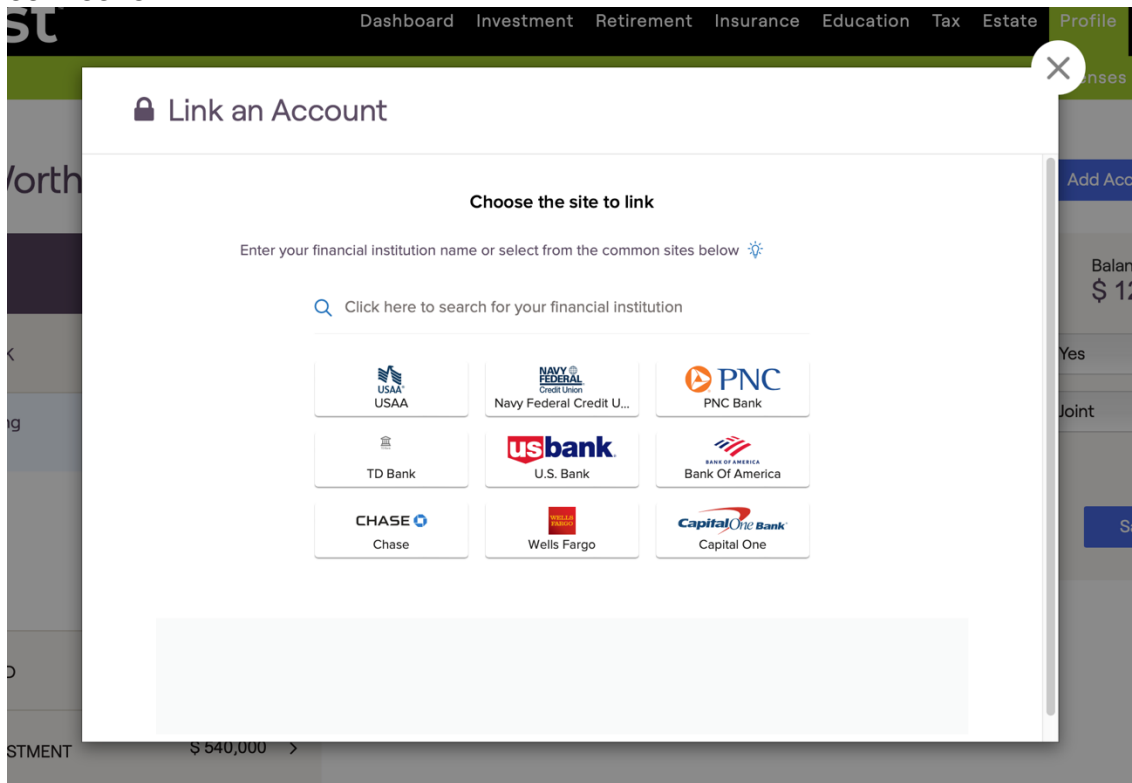 st
Dashboard Investment Retirement Insurance Education Tax Estate Profile
nses
Link an Account
Vorth
Add Acc
Choose the site to link
Enter your financial institution name or select from the common sites below
Balan
$ 12
Click here to search for your financial institution
Yes
USAA
USAA
NAVY
FEDERAL
Credit Union
Navy Federal Credit U...
PNC
PNC Bank
Joint
ng
TD Bank
usbank
U.S. Bank
BANK OF AMERICA
Bank Of America
CHASE
Chase
WELLS
FARGO
Wells Fargo
Capital One Bank
Capital One
Sa
STMENT
$ 540,000 >